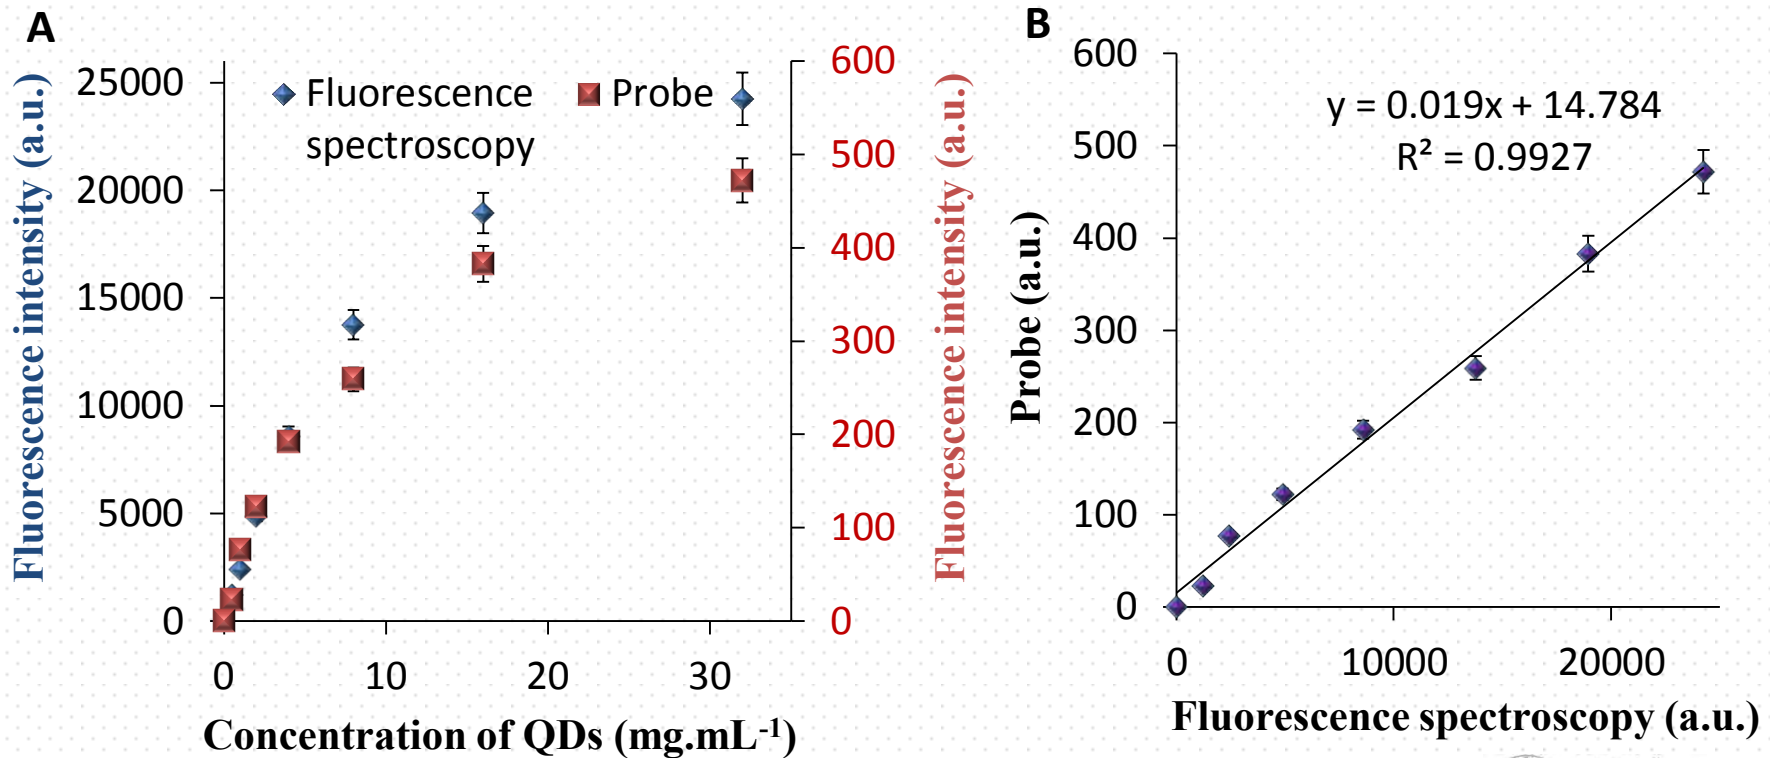 A
Fluorescence intensity (a.u.)
25000
20000
15000
10000
5000
0
Fluorescence
spectroscopy
Probe
600
500
400
300
200
100
0
Fluorescence intensity (a.u.)
0 10 20 30
Concentration of QDs (mg.mL⁻¹)
B
Probe (a.u.)
600
500
400
300
200
100
0
y = 0.019x + 14.784
R² = 0.9927
0 10000 20000
Fluorescence spectroscopy (a.u.)